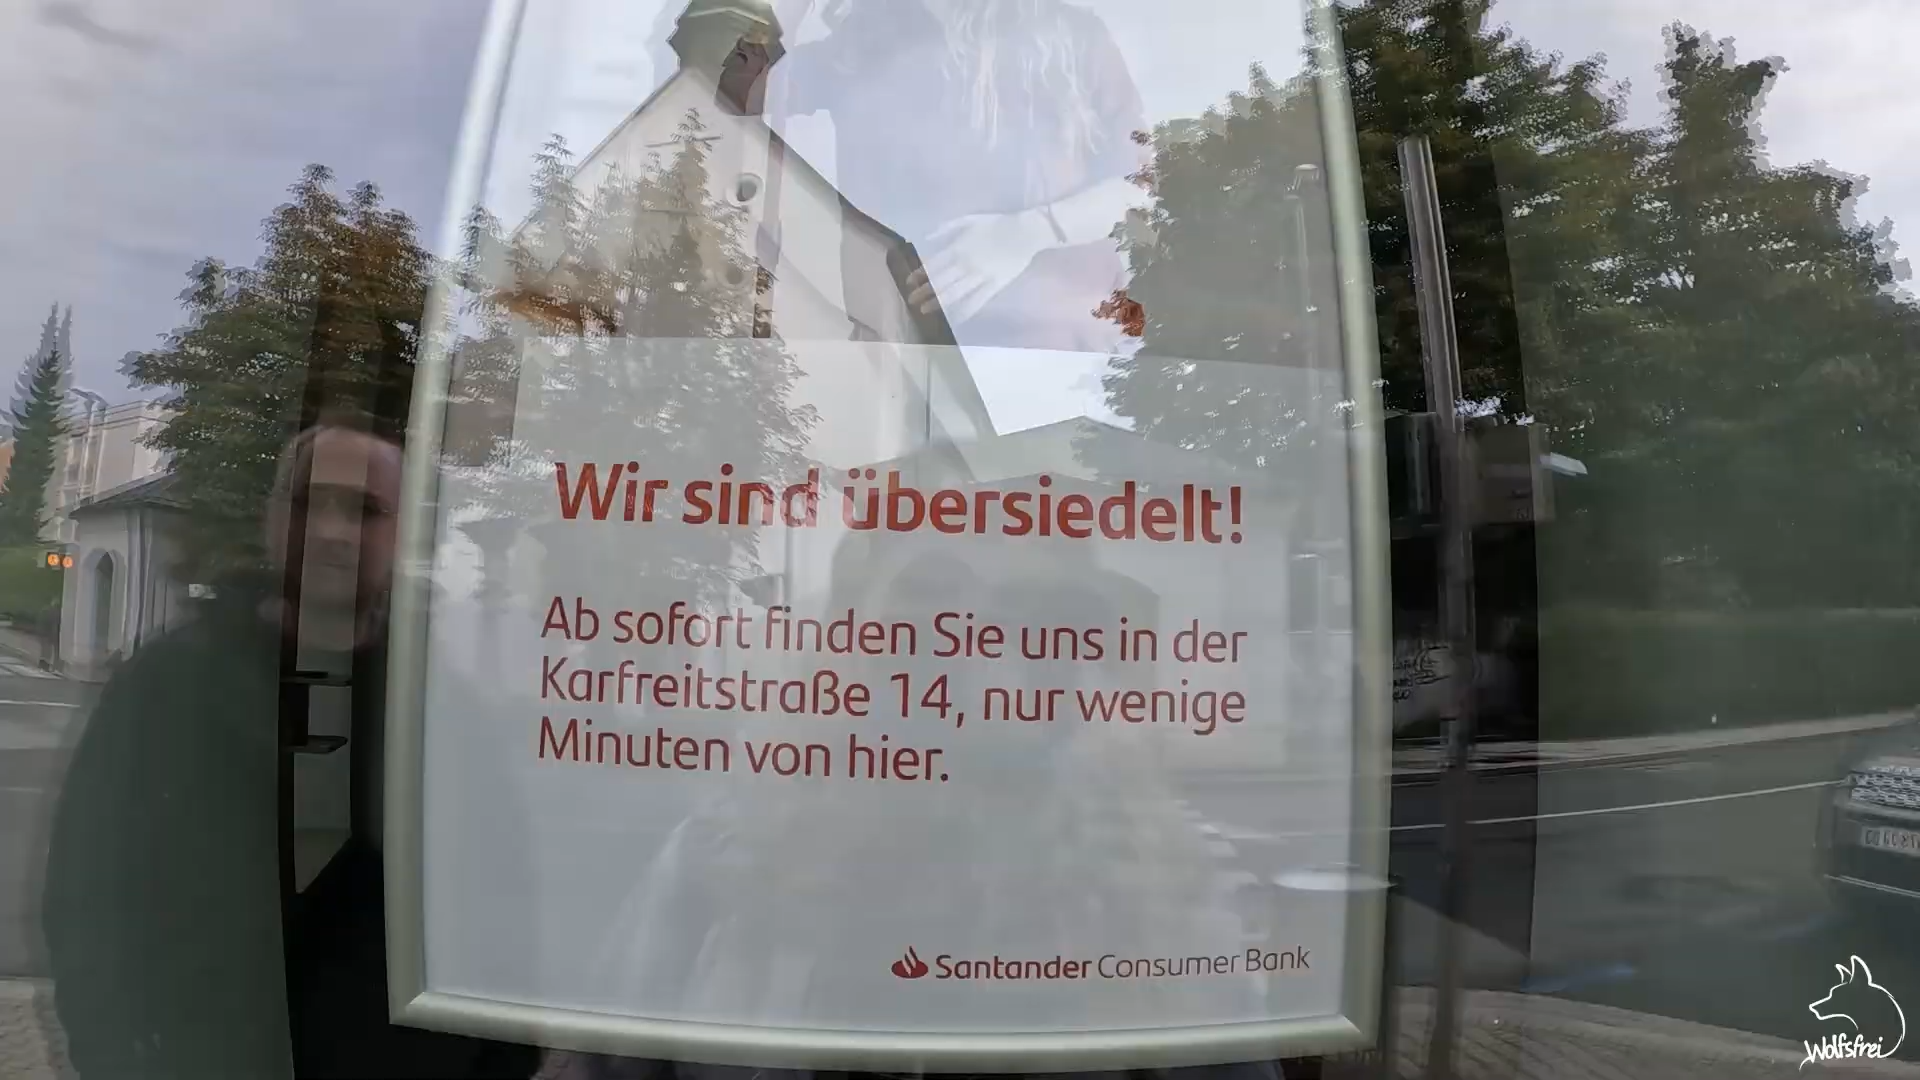 Wir sind übersiedelt!
Ab sofort finden Sie uns in der
Karfreitstraße 14, nur wenige
Minuten von hier.
Santander Consumer Bank
Wolfsfrei